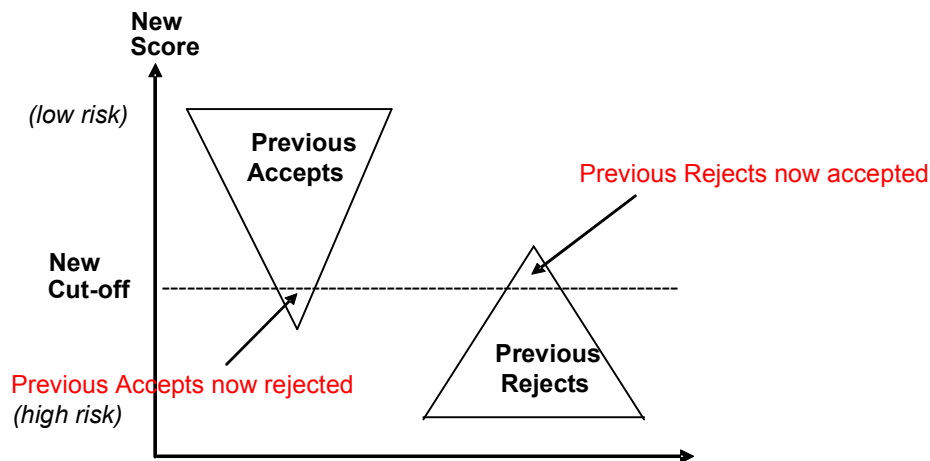 New
Score
(low risk)
Previous
Accepts
Previous Rejects now accepted
New
Cut-off
Previous
Rejects
Previous Accepts now rejected
(high risk)